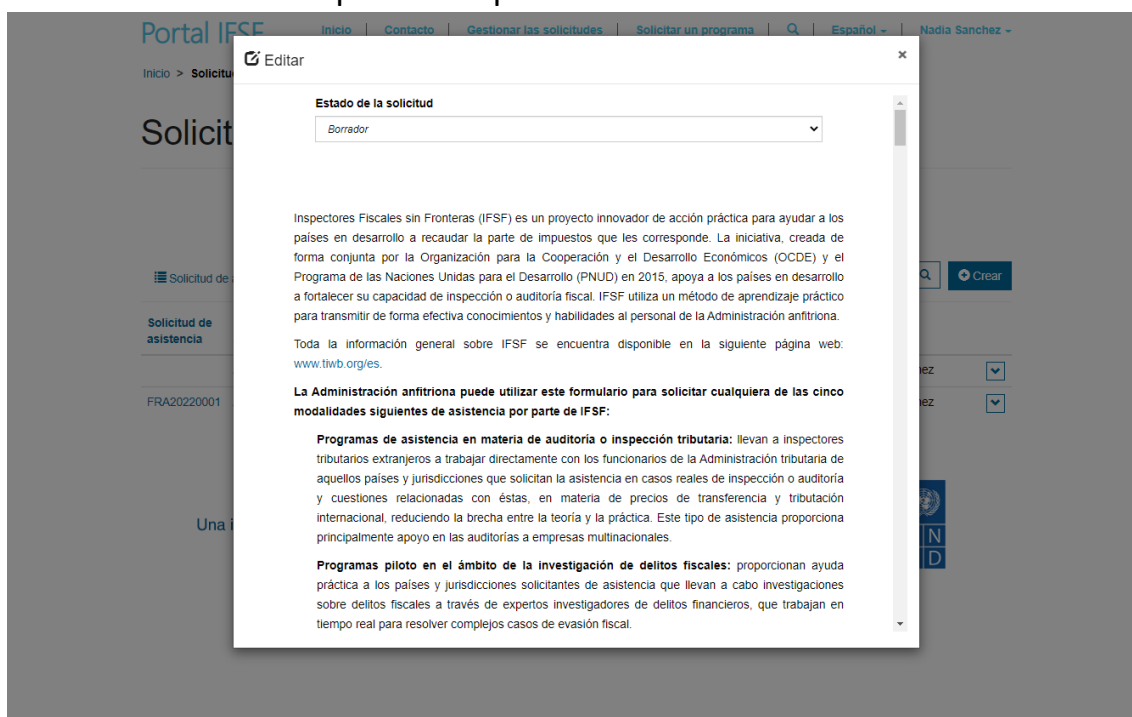 Portal IFSF
Inicio | Contacto | Gestionar las solicitudes | Solicitar un programa | Español | Nadia Sanchez
Editar
×
Inicio > Solicitu
Estado de la solicitud
Solicit
Borrador
Inspectores Fiscales sin Fronteras (IFSF) es un proyecto innovador de acción práctica para ayudar a los
países en desarrollo a recaudar la parte de impuestos que les corresponde. La iniciativa, creada de
forma conjunta por la Organización para la Cooperación y el Desarrollo Económicos (OCDE) y el
Programa de las Naciones Unidas para el Desarrollo (PNUD) en 2015, apoya a los países en desarrollo
a fortalecer su capacidad de inspección o auditoría fiscal. IFSF utiliza un método de aprendizaje práctico
para transmitir de forma efectiva conocimientos y habilidades al personal de la Administración anfitriona.
Solicitud de
Crear
Solicitud de
asistencia
Toda la información general sobre IFSF se encuentra disponible en la siguiente página web:
www.tiwb.org/es.
La Administración anfitriona puede utilizar este formulario para solicitar cualquiera de las cinco
modalidades siguientes de asistencia por parte de IFSF:
nez
FRA20220001
nez
Programas de asistencia en materia de auditoría o inspección tributaria: llevan a inspectores
tributarios extranjeros a trabajar directamente con los funcionarios de la Administración tributaria de
aquellos países y jurisdicciones que solicitan la asistencia en casos reales de inspección o auditoría
y cuestiones relacionadas con éstas, en materia de precios de transferencia y tributación
internacional, reduciendo la brecha entre la teoría y la práctica. Este tipo de asistencia proporciona
principalmente apoyo en las auditorías a empresas multinacionales.
Una i
N
D
Programas piloto en el ámbito de la investigación de delitos fiscales: proporcionan ayuda
práctica a los países y jurisdicciones solicitantes de asistencia que llevan a cabo investigaciones
sobre delitos fiscales a través de expertos investigadores de delitos financieros, que trabajan en
tiempo real para resolver complejos casos de evasión fiscal.